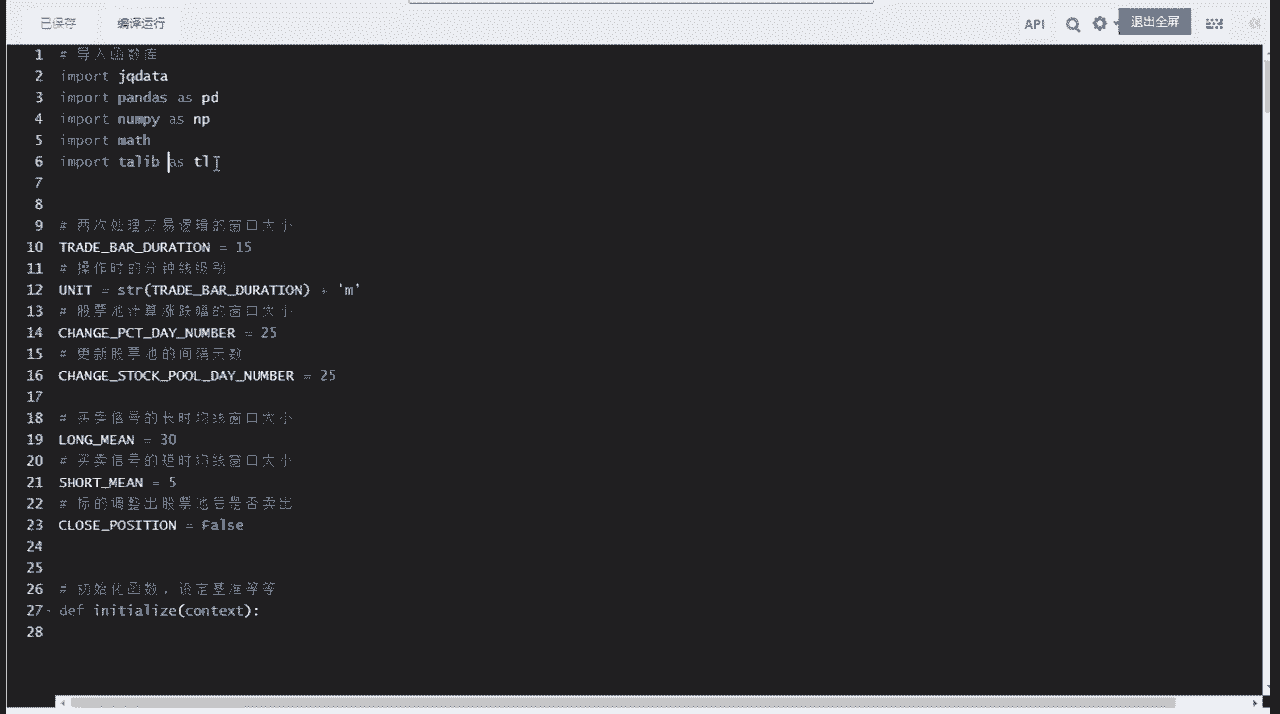 已保存 编译运行 API 退出全屏
1 # 导入函数库
2 import jqdata
3 import pandas as pd
4 import numpy as np
5 import math
6 import talib as tl
7
8
9 # 两次处理交易逻辑的窗口大小
10 TRADE_BAR_DURATION = 15
11 # 操作时的分钟线级别
12 UNIT = str(TRADE_BAR_DURATION) + 'm'
13 # 股票池计算涨跌幅的窗口大小
14 CHANGE_PCT_DAY_NUMBER = 25
15 # 更新股票池的间隔天数
16 CHANGE_STOCK_POOL_DAY_NUMBER = 25
17
18 # 买卖信号的长时均线窗口大小
19 LONG_MEAN = 30
20 # 买卖信号的短时均线窗口大小
21 SHORT_MEAN = 5
22 # 标的调整出股票池后是否卖出
23 CLOSE_POSITION = False
24
25
26 # 初始化函数，设定基准等等
27 def initialize(context):
28